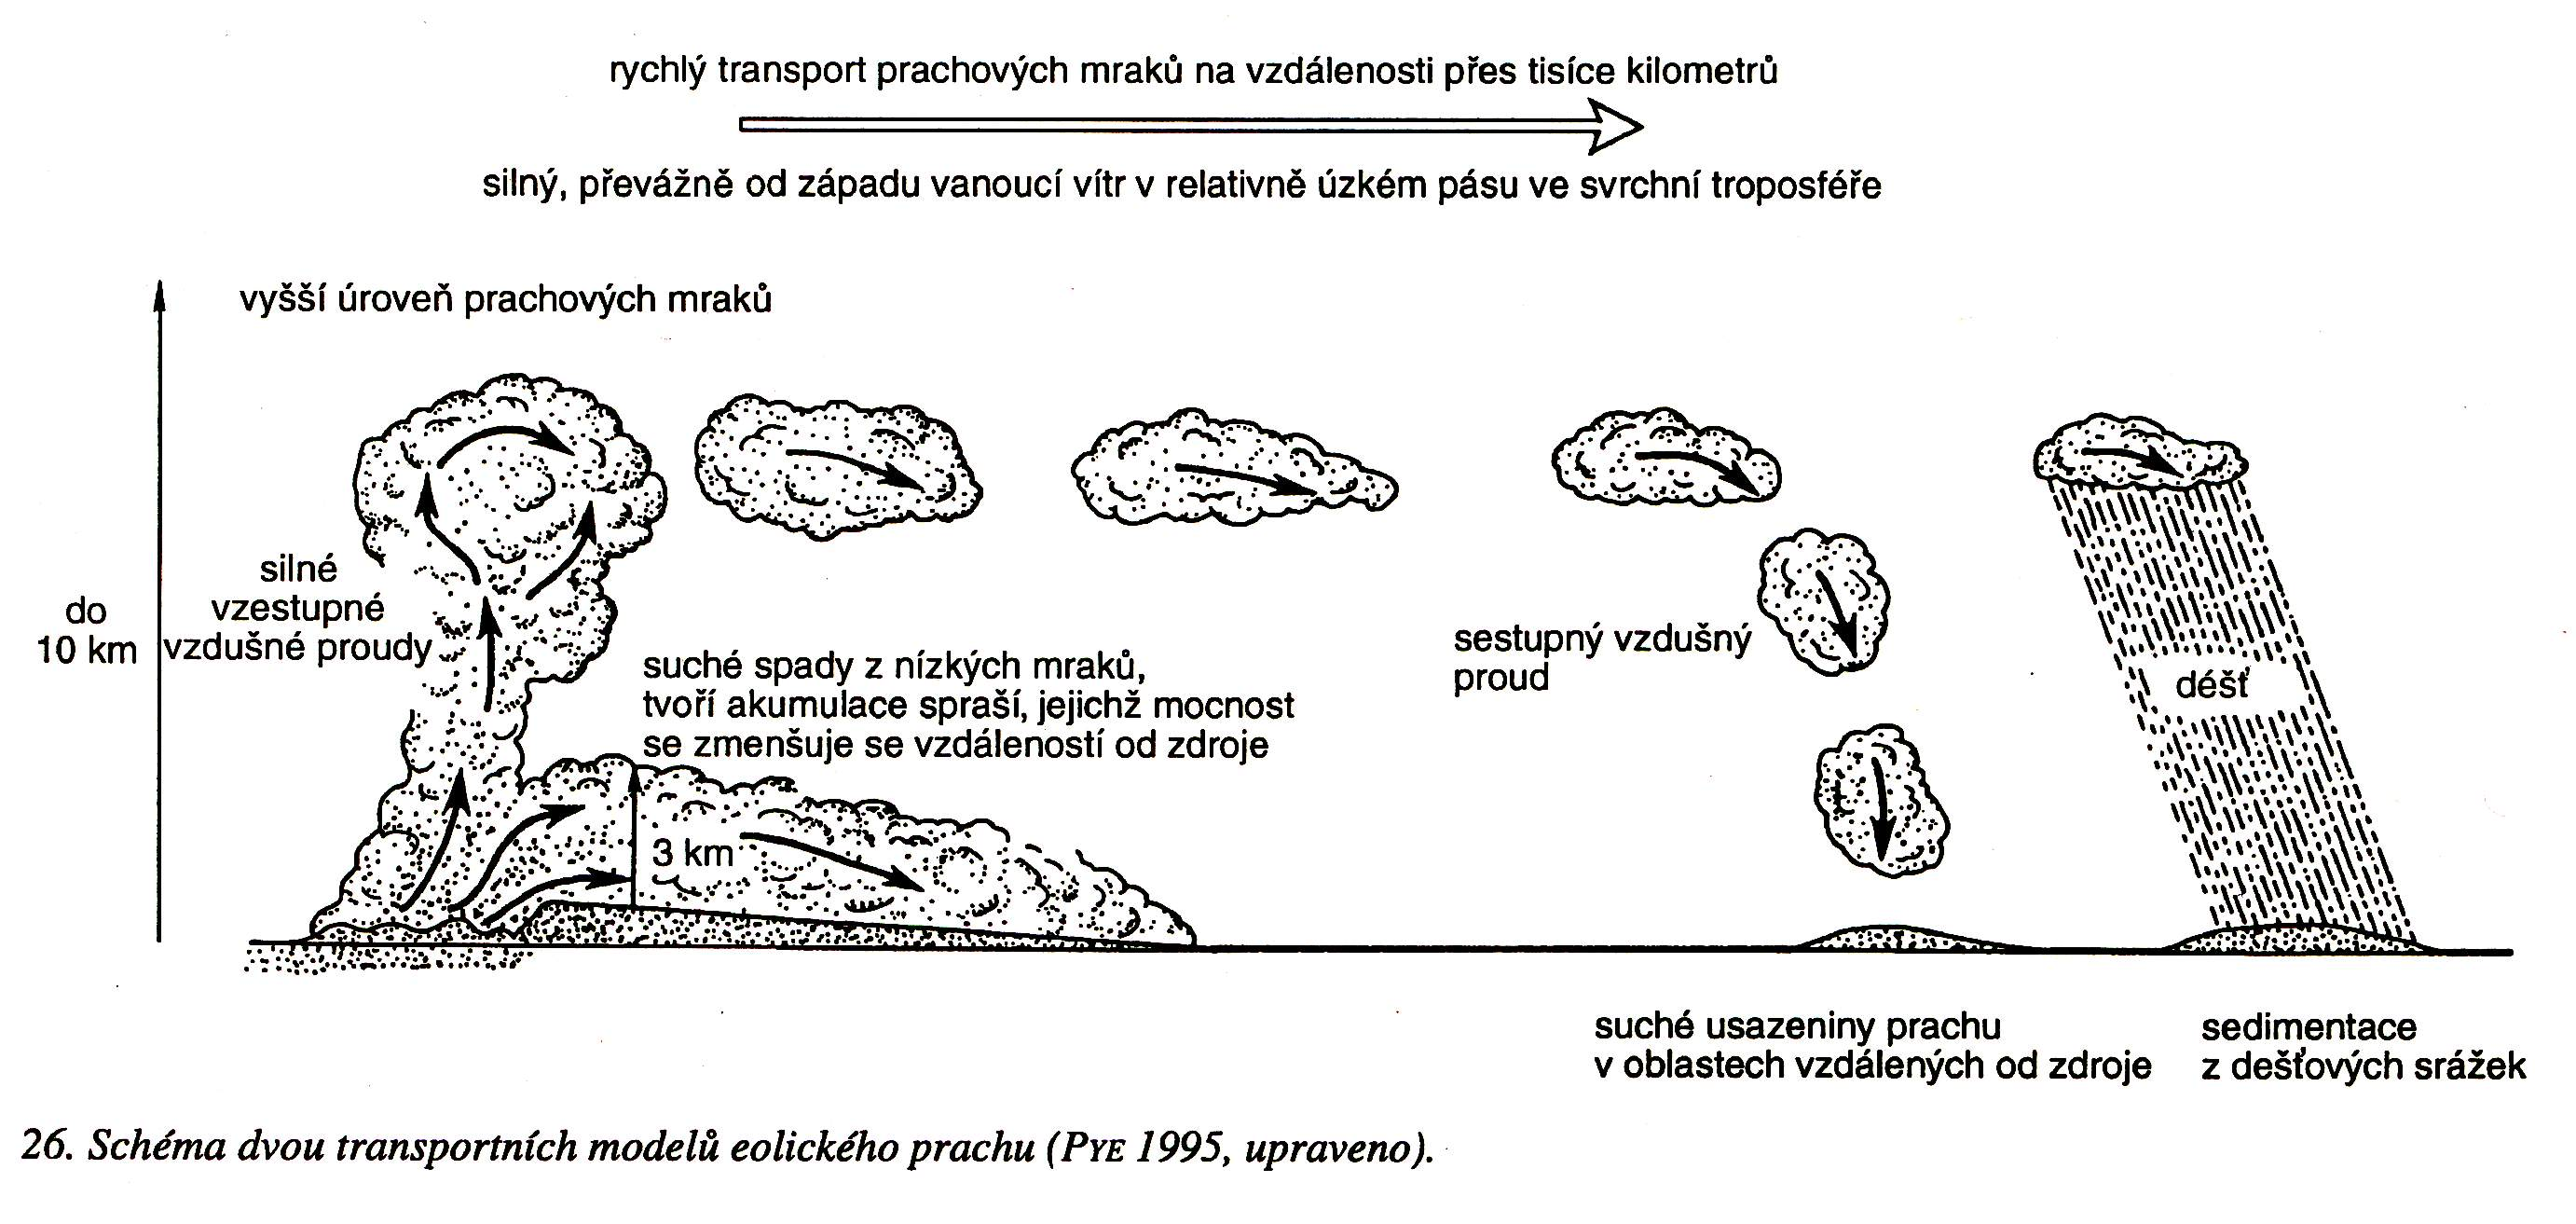 rychlý transport prachových mraků na vzdálenosti přes tisíce kilometrů
silný, převážně od západu vanoucí vítr v relativně úzkém pásu ve svrchní troposféře
vyšší úroveň prachových mraků
do
10 km
silné
vzestupné
vzdušné proudy
suché spady z nízkých mraků,
tvoří akumulace spraší, jejichž mocnost
se zmenšuje se vzdáleností od zdroje
3 km
sestupný vzdušný
proud
déšť
suché usazeniny prachu
v oblastech vzdálených od zdroje
sedimentace
z dešťových srážek
26. Schéma dvou transportních modelů eolického prachu (PYE 1995, upraveno).